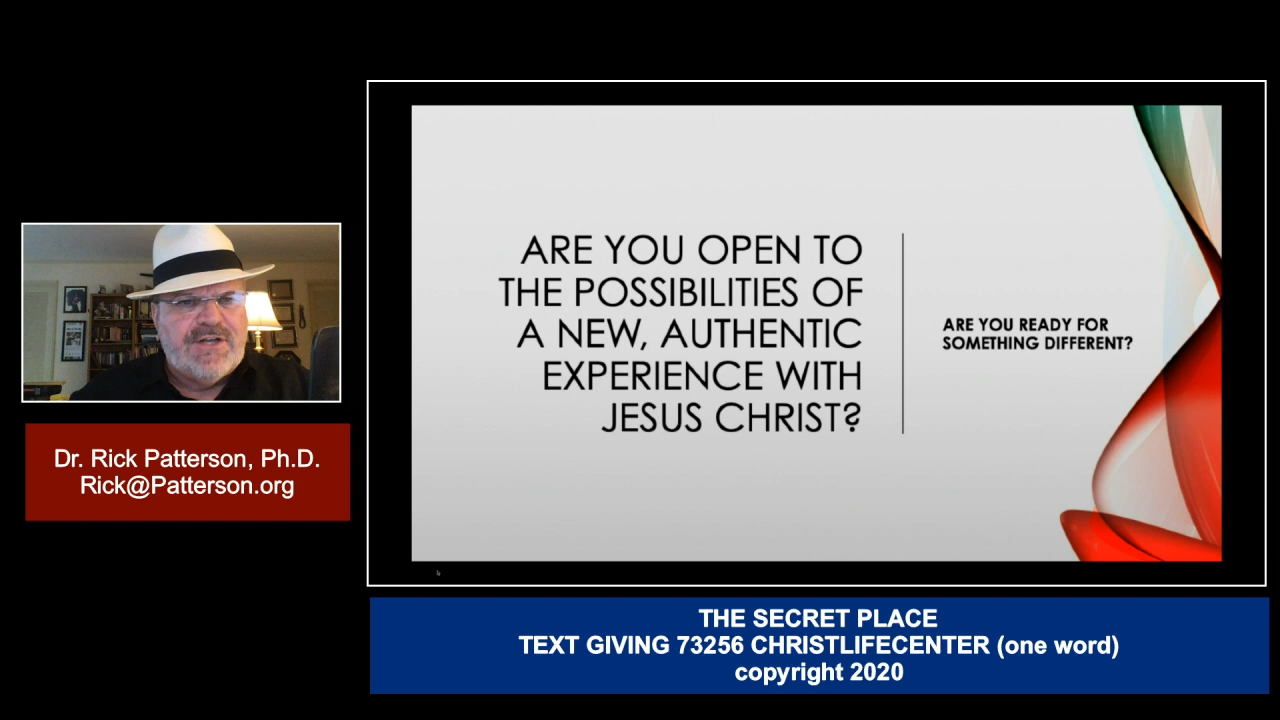 ARE YOU OPEN TO
THE POSSIBILITIES OF
A NEW, AUTHENTIC
EXPERIENCE WITH
JESUS CHRIST?
ARE YOU READY FOR
SOMETHING DIFFERENT?
Dr. Rick Patterson, Ph.D.
Rick@Patterson.org
THE SECRET PLACE
TEXT GIVING 73256 CHRISTLIFECENTER (one word)
copyright 2020